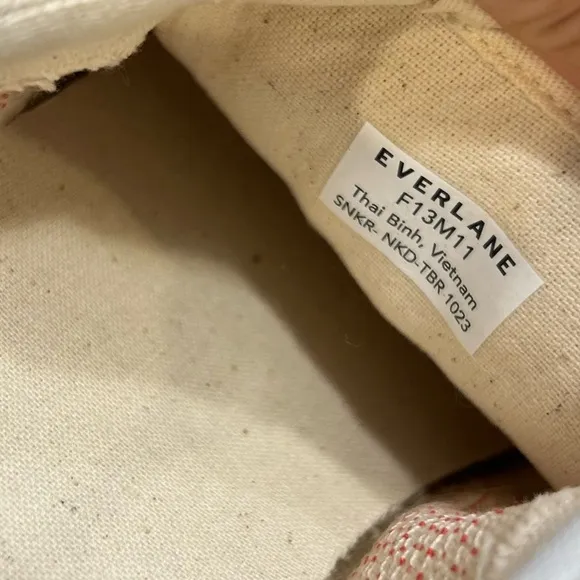 EVERLANE
F13M11
Thai Binh, Vietnam
SNKR- NKD-TBR 1023